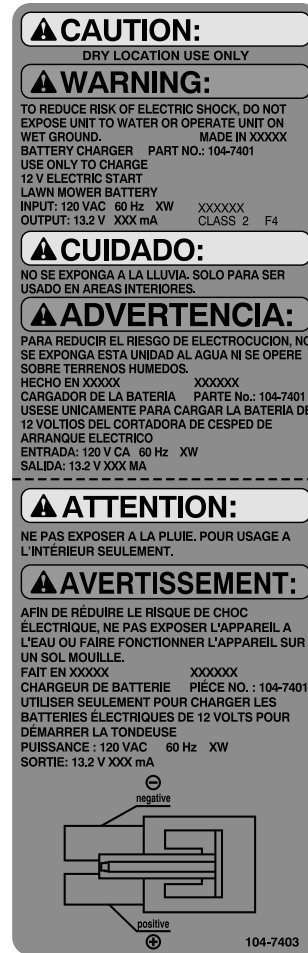 CAUTION:
DRY LOCATION USE ONLY
WARNING:
TO REDUCE RISK OF ELECTRIC SHOCK, DO NOT
EXPOSE UNIT TO WATER OR OPERATE UNIT ON
WET GROUND. MADE IN XXXXX
BATTERY CHARGER PART NO.: 104-7401
USE ONLY TO CHARGE
12 V ELECTRIC START
LAWN MOWER BATTERY
INPUT: 120 VAC 60 Hz XW XXXXXX
OUTPUT: 13.2 V XXX mA CLASS 2 F4
CUIDADO:
NO SE EXPONGA A LA LLUVIA. SOLO PARA SER
USADO EN AREAS INTERIORES.
ADVERTENCIA:
PARA REDUCIR EL RIESGO DE ELECTROCUCION, NO
SE EXPONGA ESTA UNIDAD AL AGUA NI SE OPERE
SOBRE TERRENOS HUMEDOS.
HECHO EN XXXXX XXXXXX
CARGADOR DE LA BATERIA PARTE No.: 104-7401
USESE UNICAMENTE PARA CARGAR LA BATERIA DE
12 VOLTIOS DEL CORTADORA DE CESPED DE
ARRANQUE ELECTRICO
ENTRADA: 120 V CA 60 Hz XW
SALIDA: 13.2 V XXX MA
ATTENTION:
NE PAS EXPOSER A LA PLUIE. POUR USAGE A
L'INTÉRIEUR SEULEMENT.
AVERTISSEMENT:
AFIN DE RÉDUIRE LE RISQUE DE CHOC
ÉLECTRIQUE, NE PAS EXPOSER L'APPAREIL A
L'EAU OU FAIRE FONCTIONNER L'APPAREIL SUR
UN SOL MOUILLE.
FAIT EN XXXXX XXXXXX
CHARGEUR DE BATTERIE PIÉCE NO. : 104-7401
UTILISER SEULEMENT POUR CHARGER LES
BATTERIES ÉLECTRIQUES DE 12 VOLTS POUR
DÉMARRER LA TONDEUSE
PUISSANCE : 120 VAC 60 Hz XW
SORTIE: 13.2 V XXX mA
negative
positive
104-7403